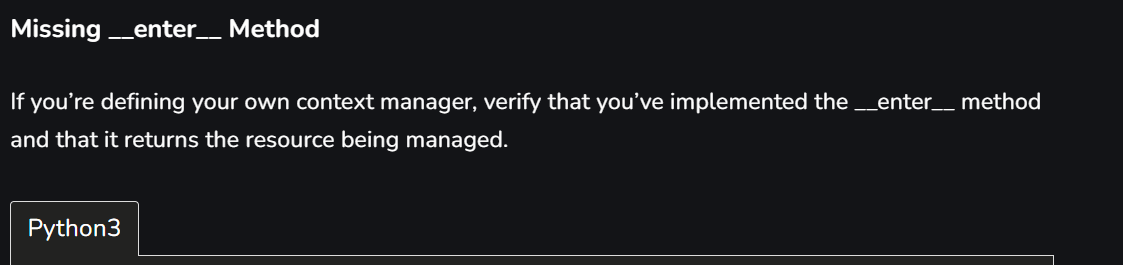 Missing __enter__ Method
If you’re defining your own context manager, verify that you’ve implemented the __enter__ method
and that it returns the resource being managed.
Python3